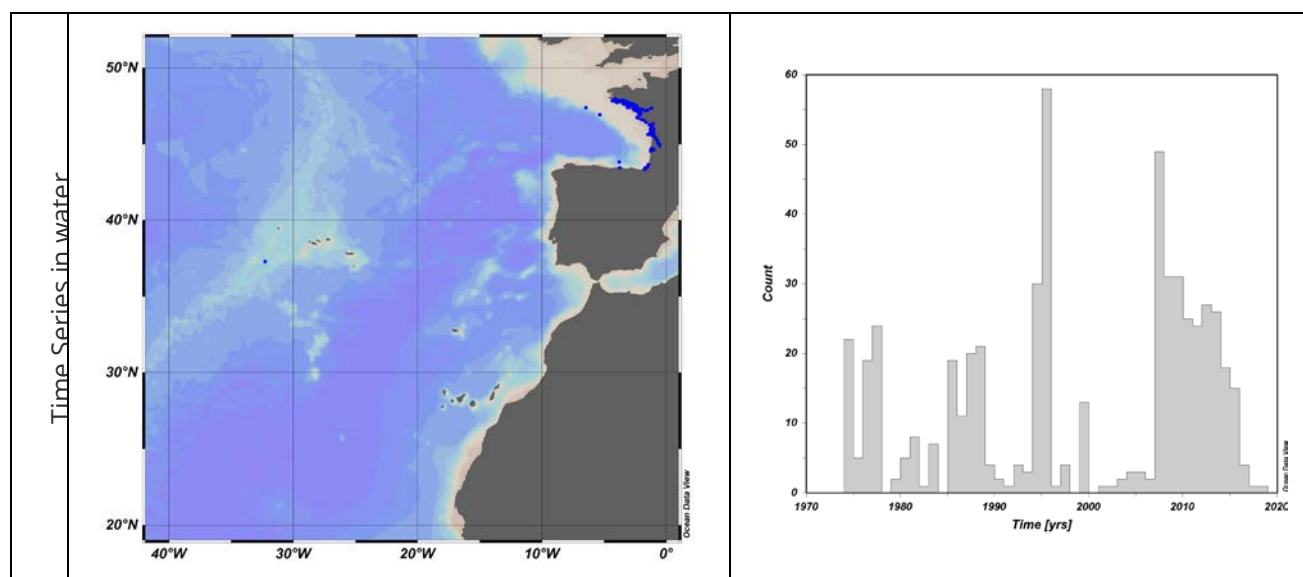 Time Series in water
50°N
40°N
30°N
20°N
40°W
30°W
20°W
10°W
0°
Ocean Data View
60
50
40
30
20
10
0
Count
1970
1980
1990
2000
2010
2020
Time [yrs]
Ocean Data View